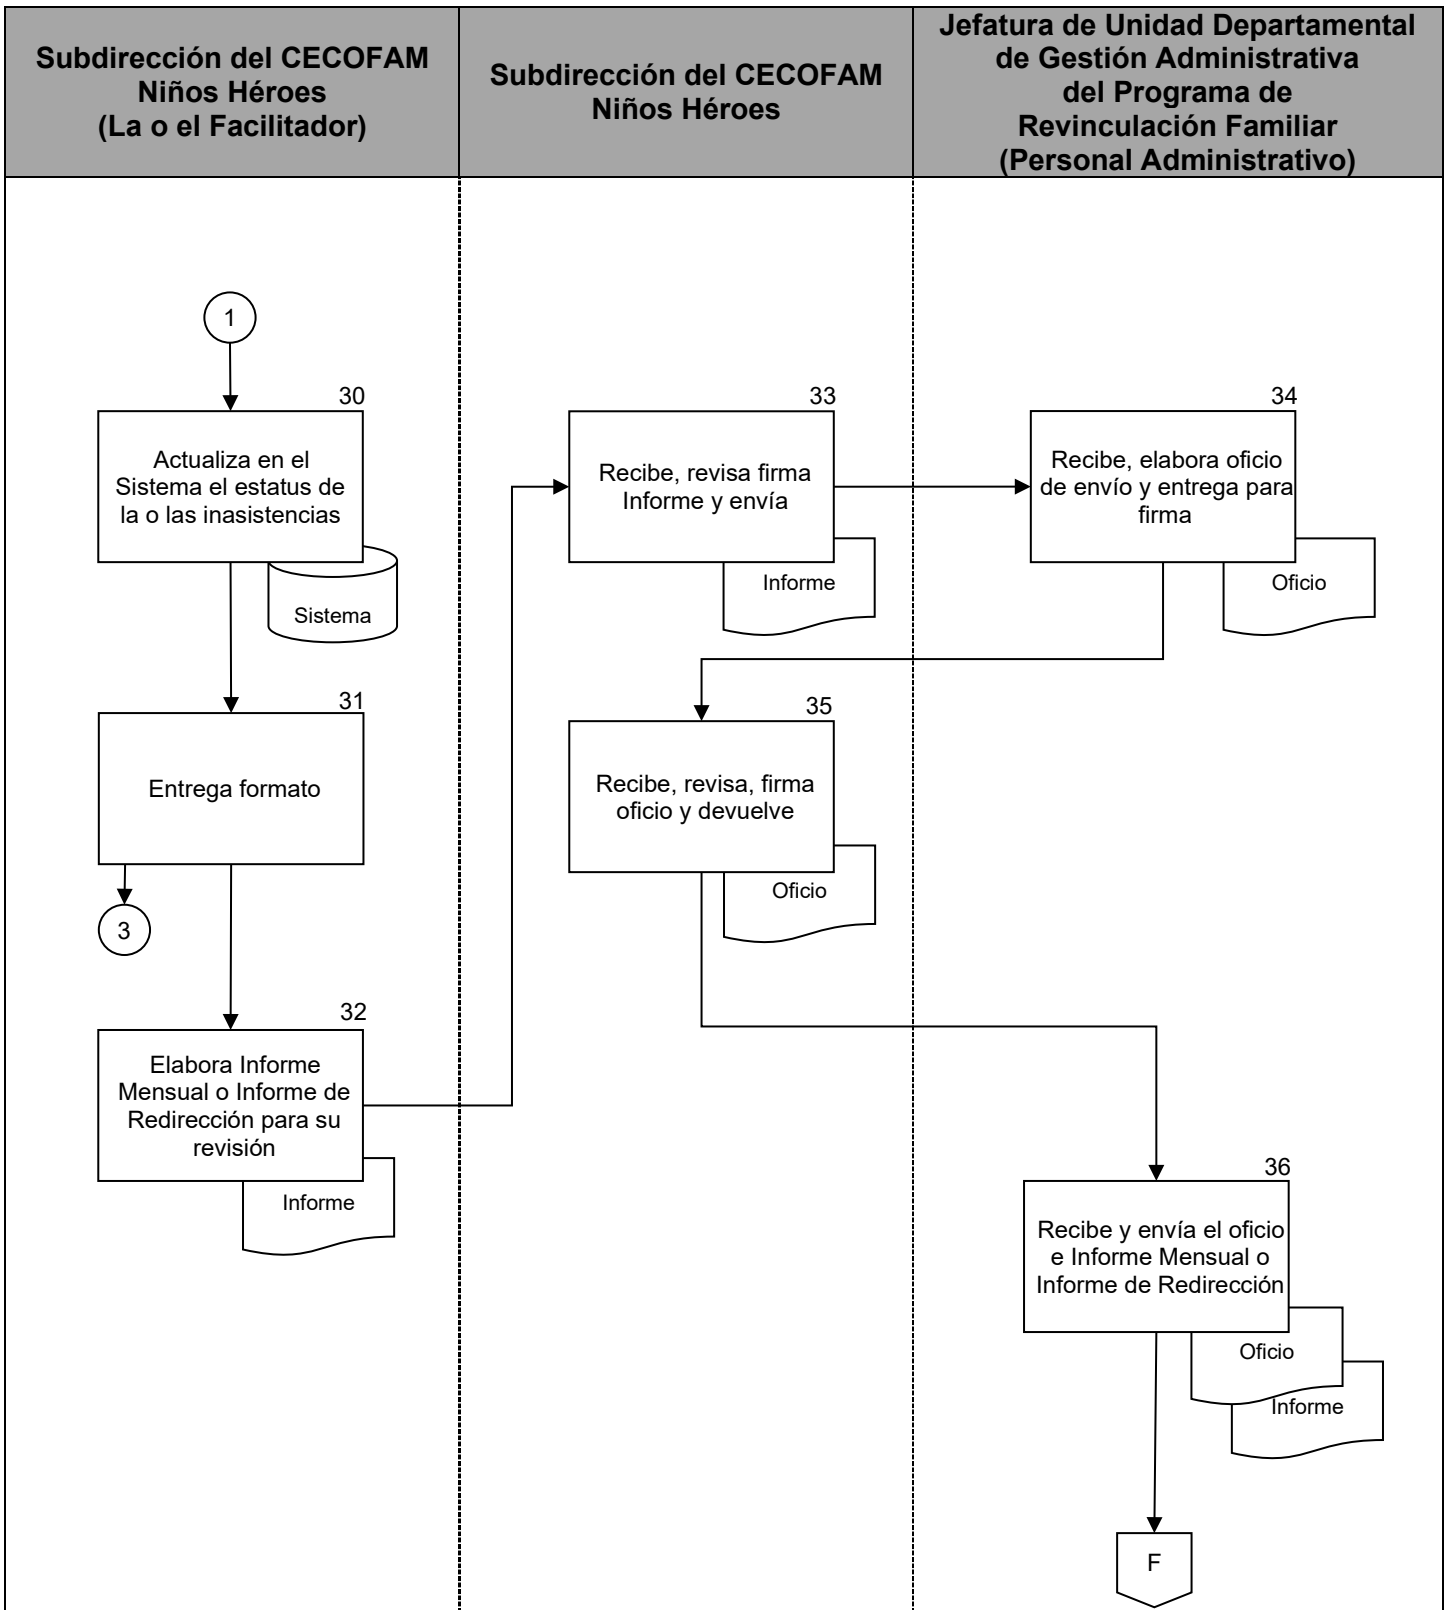 Subdirección del CECOFAM
Niños Héroes
(La o el Facilitador)
Subdirección del CECOFAM
Niños Héroes
Jefatura de Unidad Departamental
de Gestión Administrativa
del Programa de
Revinculación Familiar
(Personal Administrativo)
1
30
Actualiza en el
Sistema el estatus de
la o las inasistencias
Sistema
31
Entrega formato
3
32
Elabora Informe
Mensual o Informe de
Redirección para su
revisión
Informe
33
Recibe, revisa firma
Informe y envía
Informe
34
Recibe, elabora oficio
de envío y entrega para
firma
Oficio
35
Recibe, revisa, firma
oficio y devuelve
Oficio
36
Recibe y envía el oficio
e Informe Mensual o
Informe de Redirección
Oficio
Informe
F